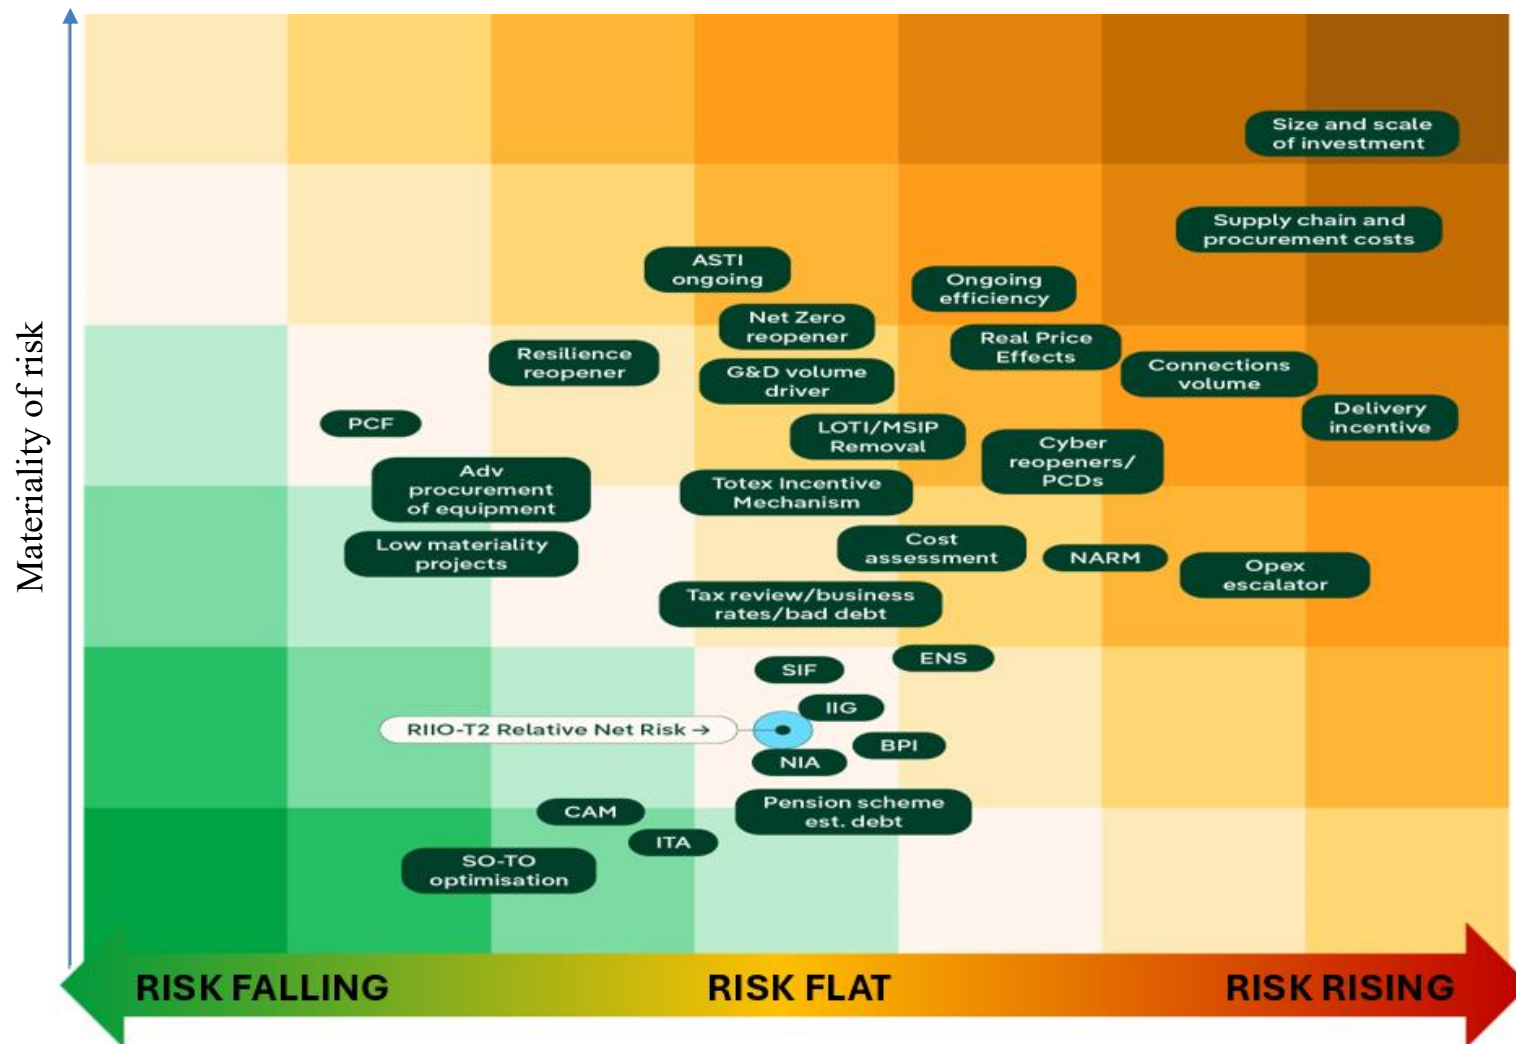 Materiality of risk
Size and scale
of investment
Supply chain and
procurement costs
ASTI
ongoing
Ongoing
efficiency
Net Zero
reopener
Real Price
Effects
Resilience
reopener
Connections
volume
G&D volume
driver
Delivery
incentive
PCF
LOTI/MSIP
Removal
Cyber
reopeners/
PCDs
Adv
procurement
of equipment
Totex Incentive
Mechanism
Low materiality
projects
Cost
assessment
NARM
Opex
escalator
Tax review/business
rates/bad debt
ENS
SIF
IIG
RIIO-T2 Relative Net Risk →
BPI
NIA
Pension scheme
est. debt
CAM
ITA
SO-TO
optimisation
RISK FALLING
RISK FLAT
RISK RISING